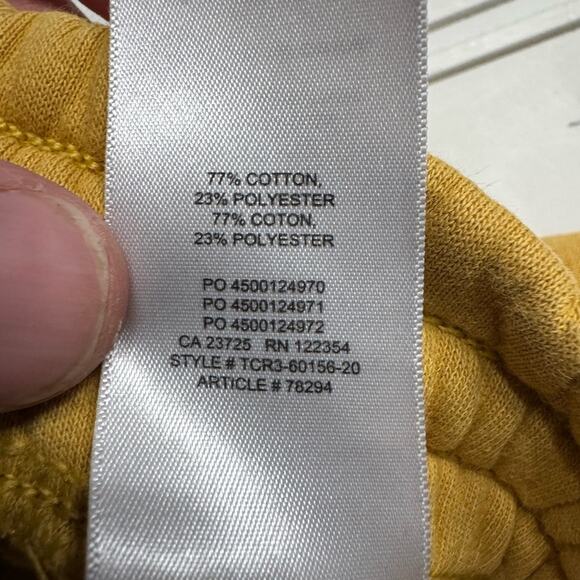 77% COTTON,
23% POLYESTER
77% COTON,
23% POLYESTER
PO 4500124970
PO 4500124971
PO 4500124972
CA 23725 RN 122354
STYLE # TCR3-60156-20
ARTICLE # 78294